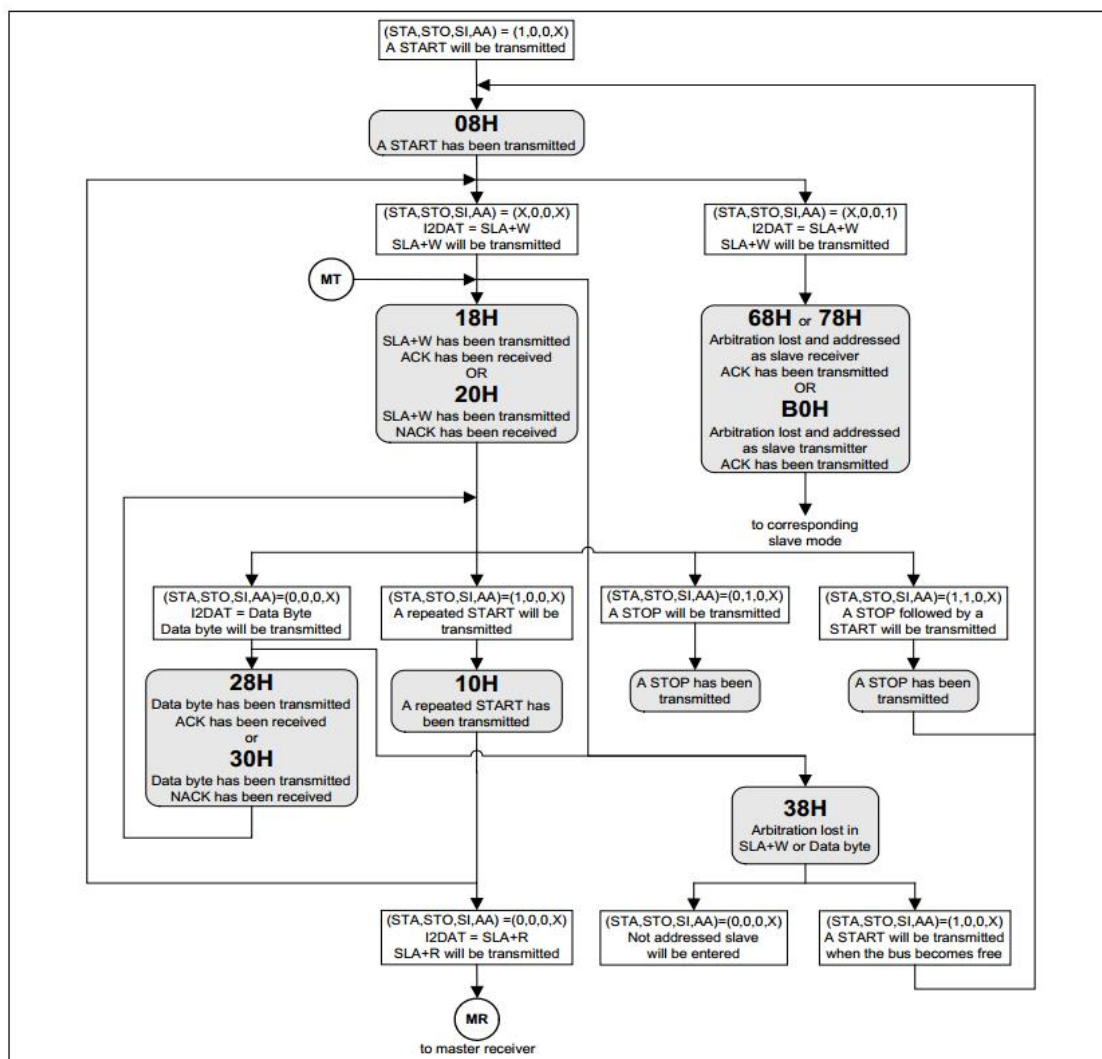 (STA,STO,SI,AA) = (1,0,0,X)
A START will be transmitted
08H
A START has been transmitted
(STA,STO,SI,AA) = (X,0,0,X)
I2DAT = SLA+W
SLA+W will be transmitted
(STA,STO,SI,AA) = (X,0,0,1)
I2DAT = SLA+W
SLA+W will be transmitted
MT
18H
SLA+W has been transmitted
ACK has been received
OR
20H
SLA+W has been transmitted
NACK has been received
68H or 78H
Arbitration lost and addressed
as slave receiver
ACK has been transmitted
OR
B0H
Arbitration lost and addressed
as slave transmitter
ACK has been transmitted
to corresponding
slave mode
(STA,STO,SI,AA)=(0,0,0,X)
I2DAT = Data Byte
Data byte will be transmitted
(STA,STO,SI,AA)=(1,0,0,X)
A repeated START will be
transmitted
(STA,STO,SI,AA)=(0,1,0,X)
A STOP will be transmitted
(STA,STO,SI,AA)=(1,1,0,X)
A STOP followed by a
START will be transmitted
28H
Data byte has been transmitted
ACK has been received
or
30H
Data byte has been transmitted
NACK has been received
10H
A repeated START has
been transmitted
A STOP has been
transmitted
A STOP has been
transmitted
38H
Arbitration lost in
SLA+W or Data byte
(STA,STO,SI,AA) =(0,0,0,X)
I2DAT = SLA+R
SLA+R will be transmitted
(STA,STO,SI,AA)=(0,0,0,X)
Not addressed slave
will be entered
(STA,STO,SI,AA)=(1,0,0,X)
A START will be transmitted
when the bus becomes free
MR
to master receiver